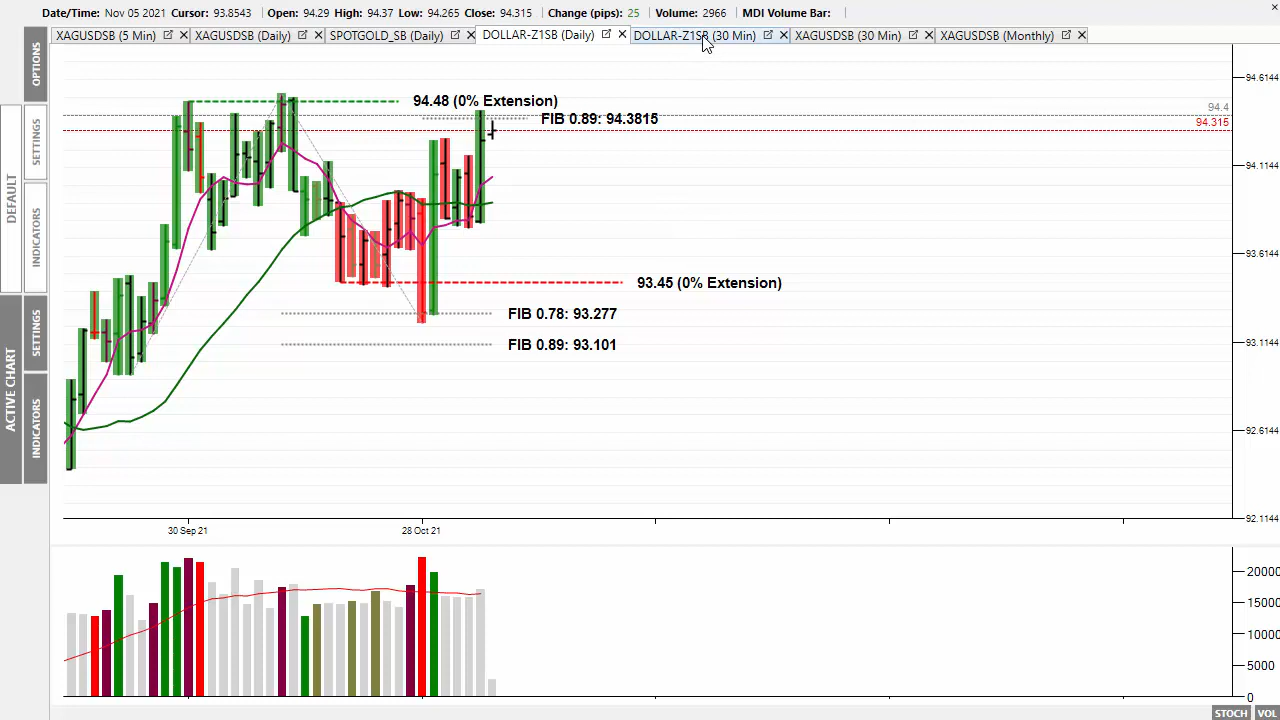 Date/Time: Nov 05 2021 Cursor: 93.8543 Open: 94.29 High: 94.37 Low: 94.265 Close: 94.315 Change (pips): 25 Volume: 2966 MDI Volume Bar:
XAGUSDSB (5 Min) XAGUSDSB (Daily) SPOTGOLD_SB (Daily) DOLLAR-Z1SB (Daily) DOLLAR-Z1SB (30 Min) XAGUSDSB (30 Min) XAGUSDSB (Monthly)
OPTIONS
DEFAULT
SETTINGS
INDICATORS
ACTIVE CHART
SETTINGS
INDICATORS
94.48 (0% Extension)
FIB 0.89: 94.3815
93.45 (0% Extension)
FIB 0.78: 93.277
FIB 0.89: 93.101
94.6144
94.4
94.315
94.1144
93.6144
93.1144
92.6144
92.1144
30 Sep 21 28 Oct 21
20000
15000
10000
5000
0
STOCH VOL